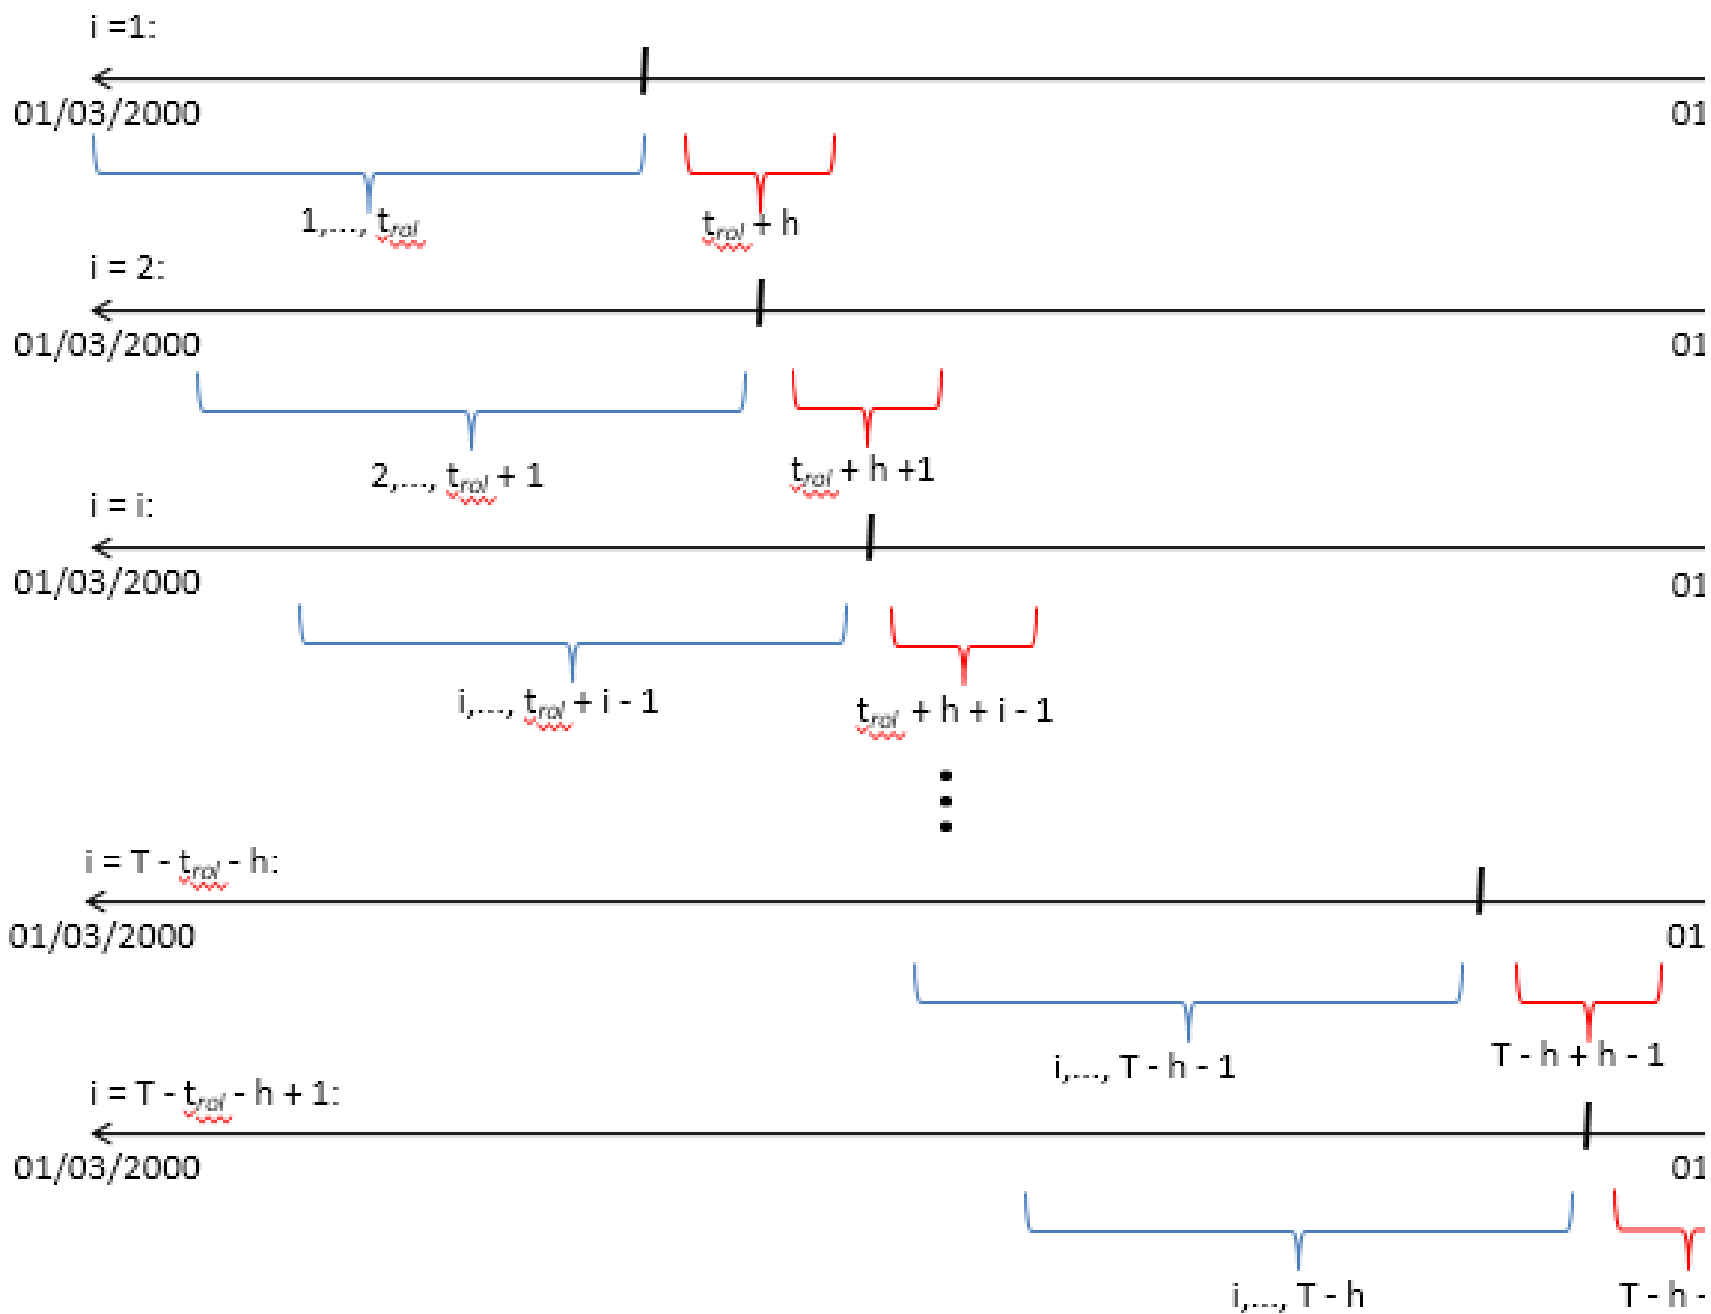 i =1:
01/03/2000 01
1,..., trol trol + h
i = 2:
01/03/2000 01
2,..., trol + 1 trol + h +1
i = i:
01/03/2000 01
i,..., trol + i - 1 trol + h + i - 1
i = T - trol - h:
01/03/2000 01
i,..., T - h - 1 T - h + h - 1
i = T - trol - h + 1:
01/03/2000 01
i,..., T - h T - h -